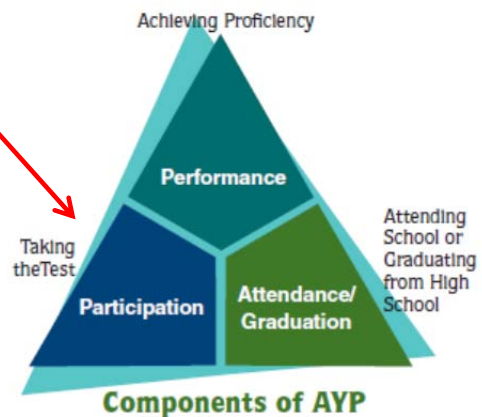 Achieving Proficiency
Performance
Taking
theTest
Participation
Attendance/
Graduation
Attending
School or
Graduating
from High
School
Components of AYP